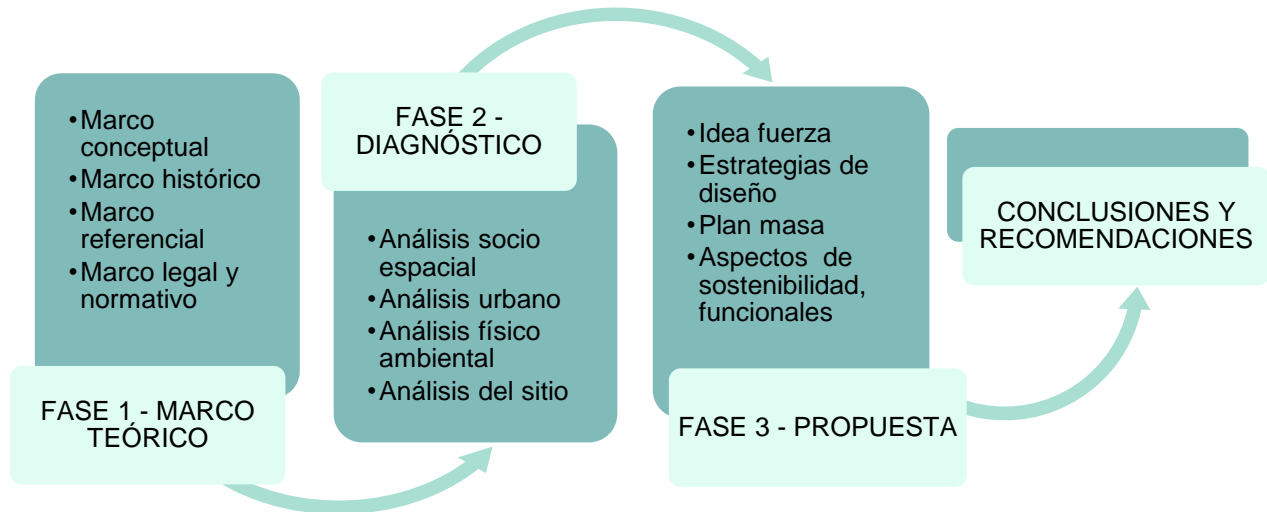 •Marco
conceptual
•Marco histórico
•Marco
referencial
•Marco legal y
normativo
FASE 1 - MARCO
TEÓRICO
FASE 2 -
DIAGNÓSTICO
•Análisis socio
espacial
•Análisis urbano
•Análisis físico
ambiental
•Análisis del sitio
•Idea fuerza
•Estrategias de
diseño
•Plan masa
•Aspectos de
sostenibilidad,
funcionales
FASE 3 - PROPUESTA
CONCLUSIONES Y
RECOMENDACIONES